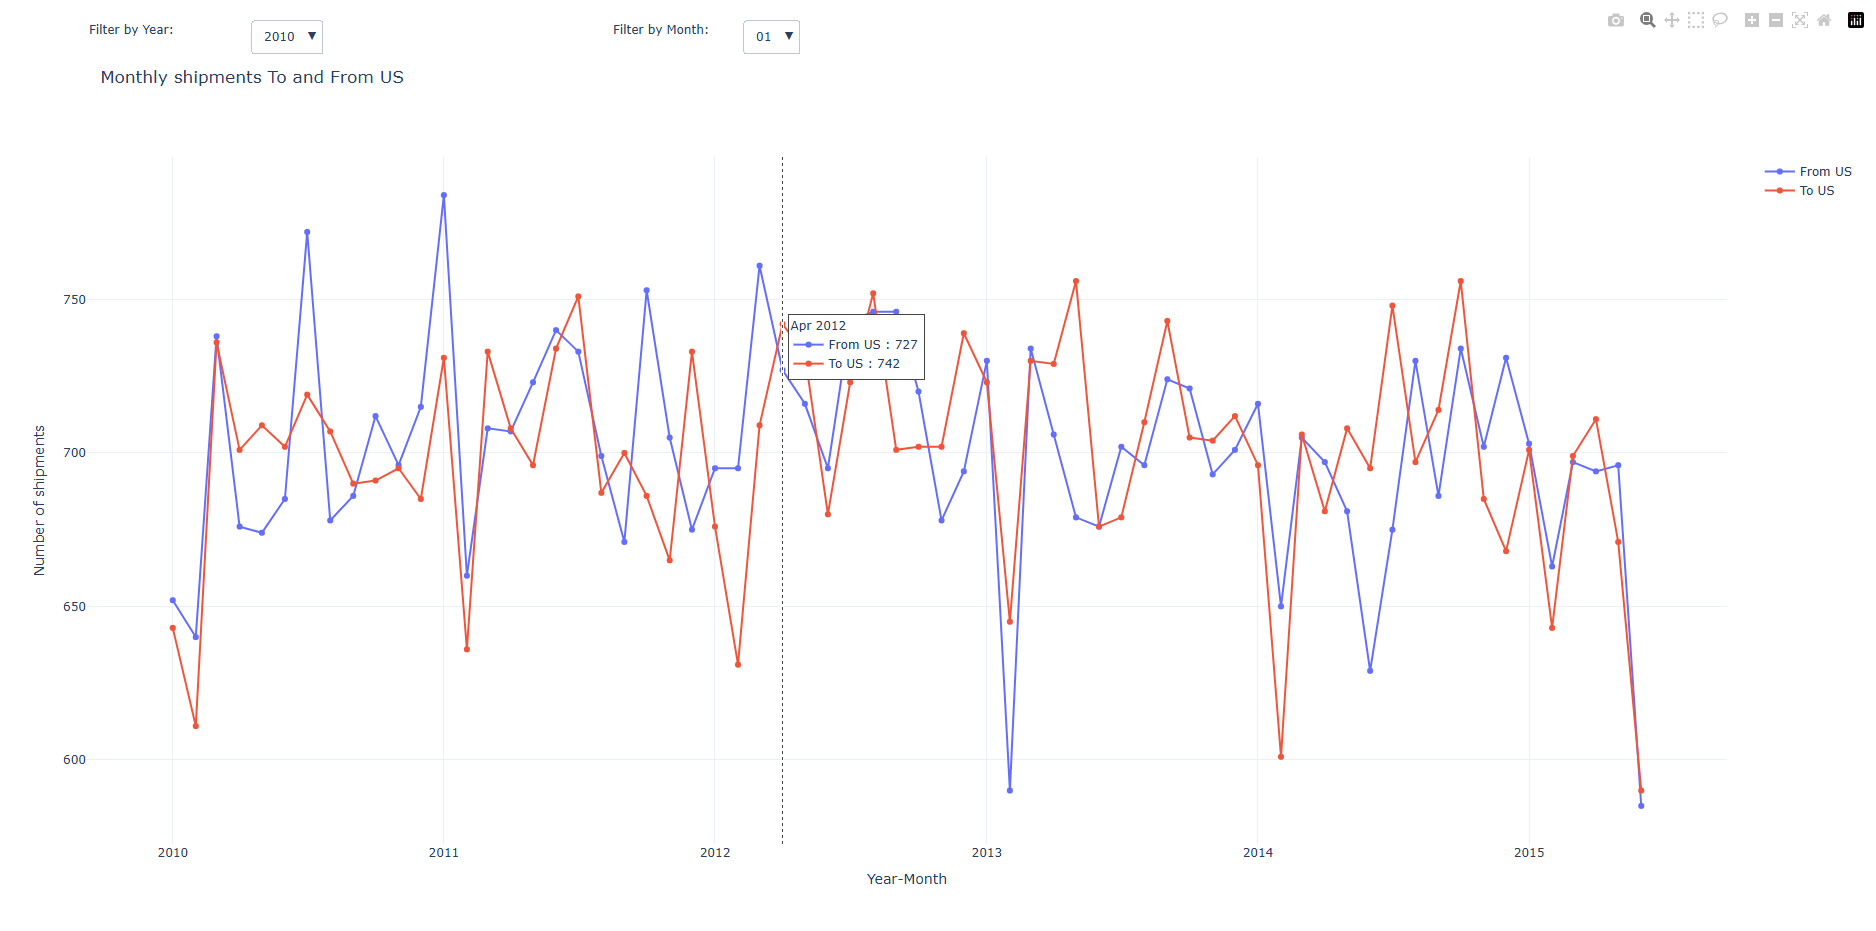 Filter by Year:
2010 ▼
Filter by Month:
01 ▼
Monthly shipments To and From US
From US
To US
750
700
650
600
Number of shipments
Apr 2012
From US : 727
To US : 742
2010
2011
2012
2013
2014
2015
Year-Month